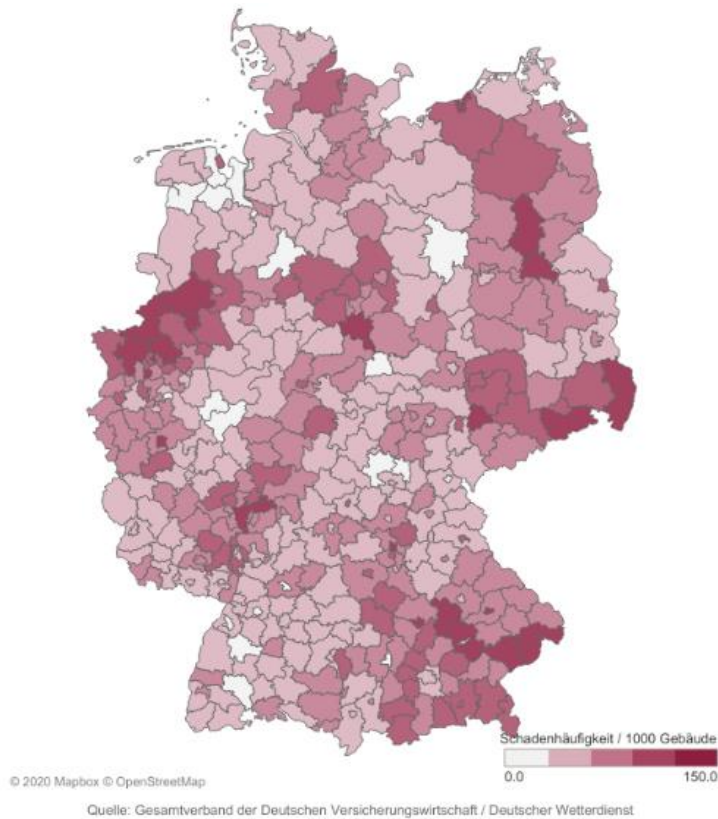 Schadenhäufigkeit / 1000 Gebäude
0.0 150.0
© 2020 Mapbox © OpenStreetMap
Quelle: Gesamtverband der Deutschen Versicherungswirtschaft / Deutscher Wetterdienst